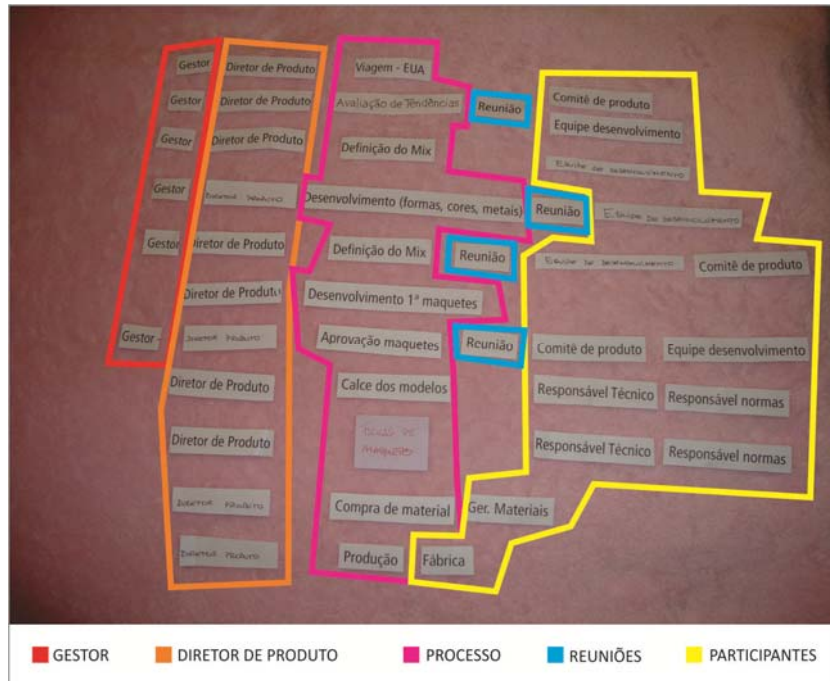 Gestor Diretor de Produto Viagem - EUA
Gestor Diretor de Produto Avaliação de Tendências Reunião Comitê de produto
Equipe desenvolvimento
Gestor Diretor de Produto Definição do Mix EQUIPE DE DESENVOLVIMENTO
Gestor DIRETOR PRODUTO Desenvolvimento (formas, cores, metais) Reunião EQUIPE DE DESENVOLVIMENTO
Gestor Diretor de Produto Definição do Mix Reunião EQUIPE DE DESENVOLVIMENTO Comitê de produto
Diretor de Produto Desenvolvimento 1ª maquetes
Gestor - DIRETOR PRODUTO Aprovação maquetes Reunião Comitê de produto Equipe desenvolvimento
Diretor de Produto Calce dos modelos Responsável Técnico Responsável normas
Diretor de Produto DE MAQUETO Responsável Técnico Responsável normas
DIRETOR PRODUTO Compra de material Ger. Materiais
DIRETOR PRODUTO Produção Fábrica
GESTOR DIRETOR DE PRODUTO PROCESSO REUNIÕES PARTICIPANTES